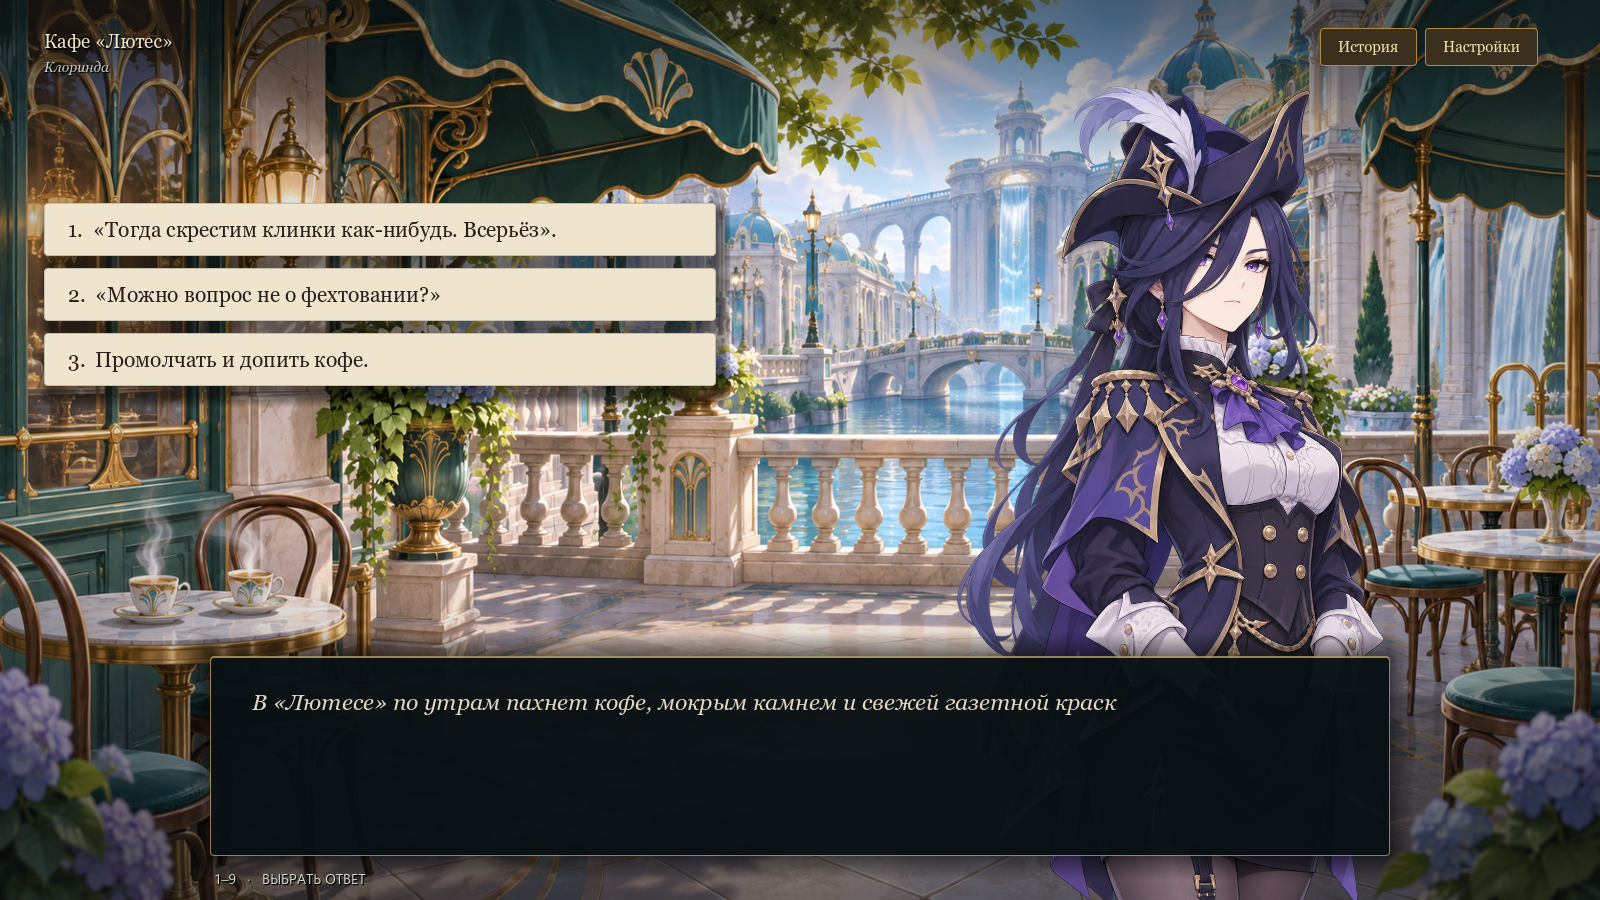 Кафе «Лютес»
Клоринда
История
Настройки
1. «Тогда скрестим клинки как-нибудь. Всерьёз».
2. «Можно вопрос не о фехтовании?»
3. Промолчать и допить кофе.
В «Лютесе» по утрам пахнет кофе, мокрым камнем и свежей газетной краск
1–9 · ВЫБРАТЬ ОТВЕТ